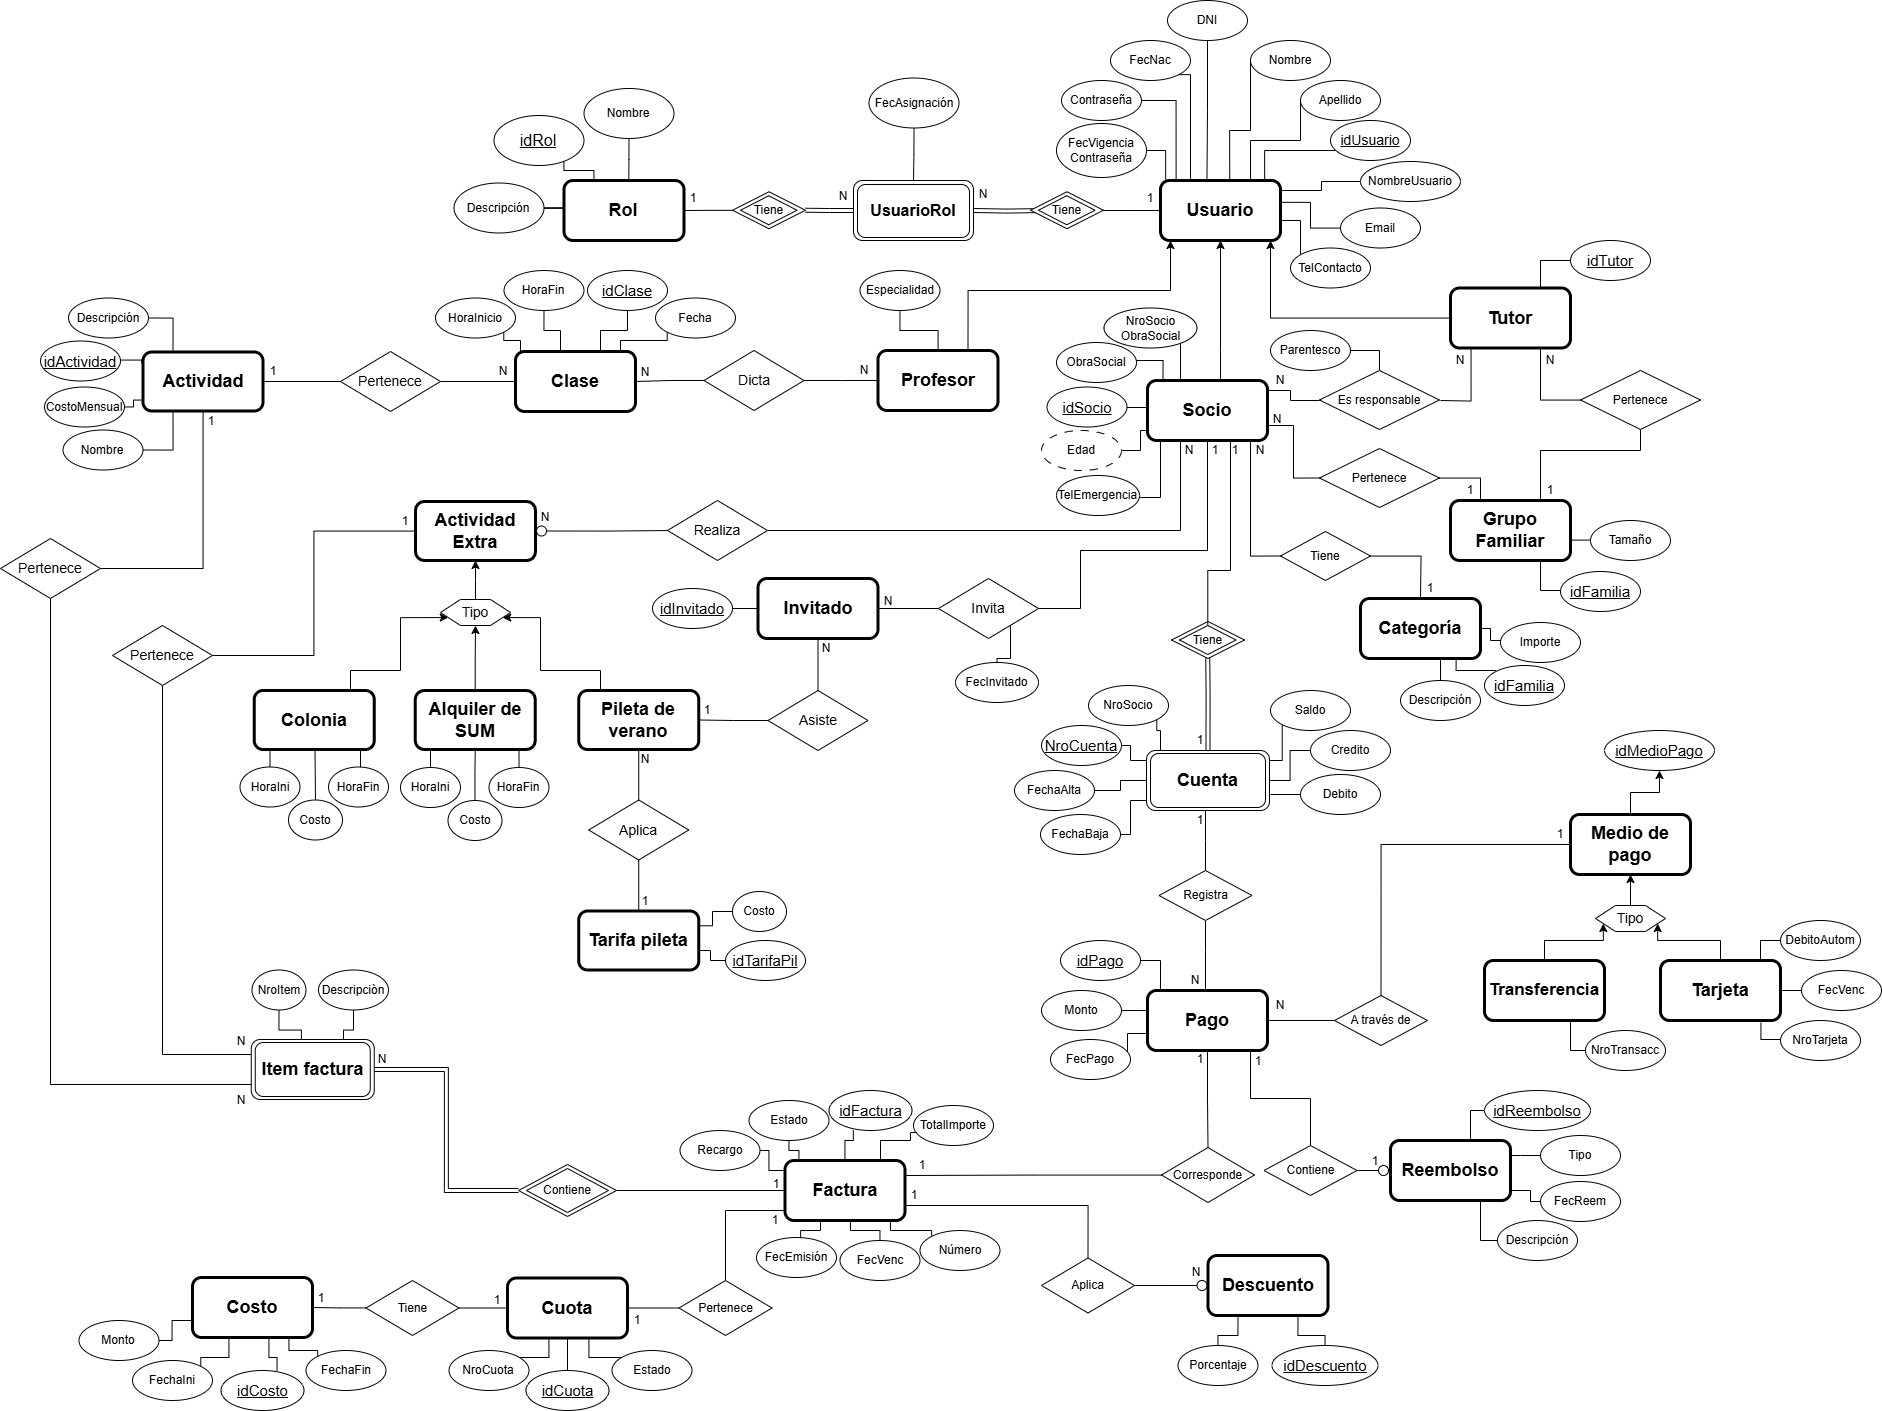 DNI
FecNac
Nombre
Contraseña
Apellido
FecVigencia
Contraseña
idUsuario
NombreUsuario
Email
TelContacto
Usuario
FecAsignación
Nombre
idRol
Descripción
Rol
1
Tiene
N
UsuarioRol
N
Tiene
1
idTutor
Tutor
N
N
Descripción
idActividad
CostoMensual
Nombre
Actividad
1
1
Pertenece
N
HoraInicio
HoraFin
idClase
Fecha
Clase
N
Dicta
N
Especialidad
Profesor
NroSocio
ObraSocial
ObraSocial
idSocio
Edad
TelEmergencia
Socio
N
N
N
1
1
N
Parentesco
Es responsable
Pertenece
Pertenece
1
1
Grupo
Familiar
Tamaño
idFamilia
Tiene
1
Categoría
Importe
idFamilia
Descripción
Pertenece
1
Actividad
Extra
N
Realiza
Tipo
Pertenece
idInvitado
Invitado
N
N
Invita
FecInvitado
Tiene
Colonia
HoraIni
Costo
HoraFin
Alquiler de
SUM
HoraIni
Costo
HoraFin
Pileta de
verano
1
N
Asiste
Aplica
1
Tarifa pileta
Costo
idTarifaPil
NroSocio
NroCuenta
FechaAlta
FechaBaja
1
Cuenta
1
Saldo
Credito
Debito
Registra
idMedioPago
1
Medio de
pago
Tipo
Transferencia
NroTransacc
Tarjeta
DebitoAutom
FecVenc
NroTarjeta
idPago
Monto
FecPago
N
Pago
N
1
1
A través de
NroItem
Descripciòn
N
N
Item factura
N
Contiene
Recargo
Estado
idFactura
TotalImporte
1
1
Factura
1
1
FecEmisión
FecVenc
Número
Corresponde
Contiene
1
Reembolso
idReembolso
Tipo
FecReem
Descripción
Aplica
N
Descuento
Porcentaje
idDescuento
Costo
1
Monto
FechaIni
idCosto
FechaFin
Tiene
1
Cuota
1
NroCuota
idCuota
Estado
Pertenece